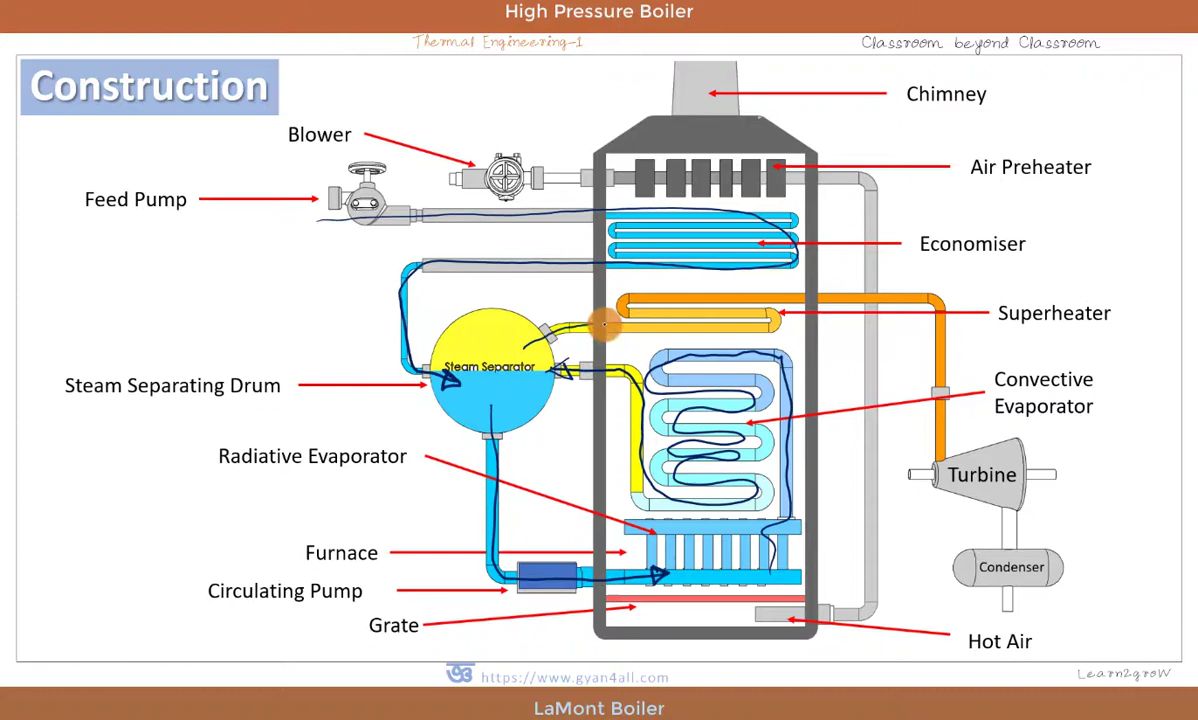 High Pressure Boiler
Thermal Engineering-1
Classroom beyond Classroom
Construction
Chimney
Blower
Air Preheater
Feed Pump
Economiser
Superheater
Steam Separator
Steam Separating Drum
Convective
Evaporator
Radiative Evaporator
Turbine
Furnace
Condenser
Circulating Pump
Grate
Hot Air
https://www.gyan4all.com
Learn2groW
LaMont Boiler